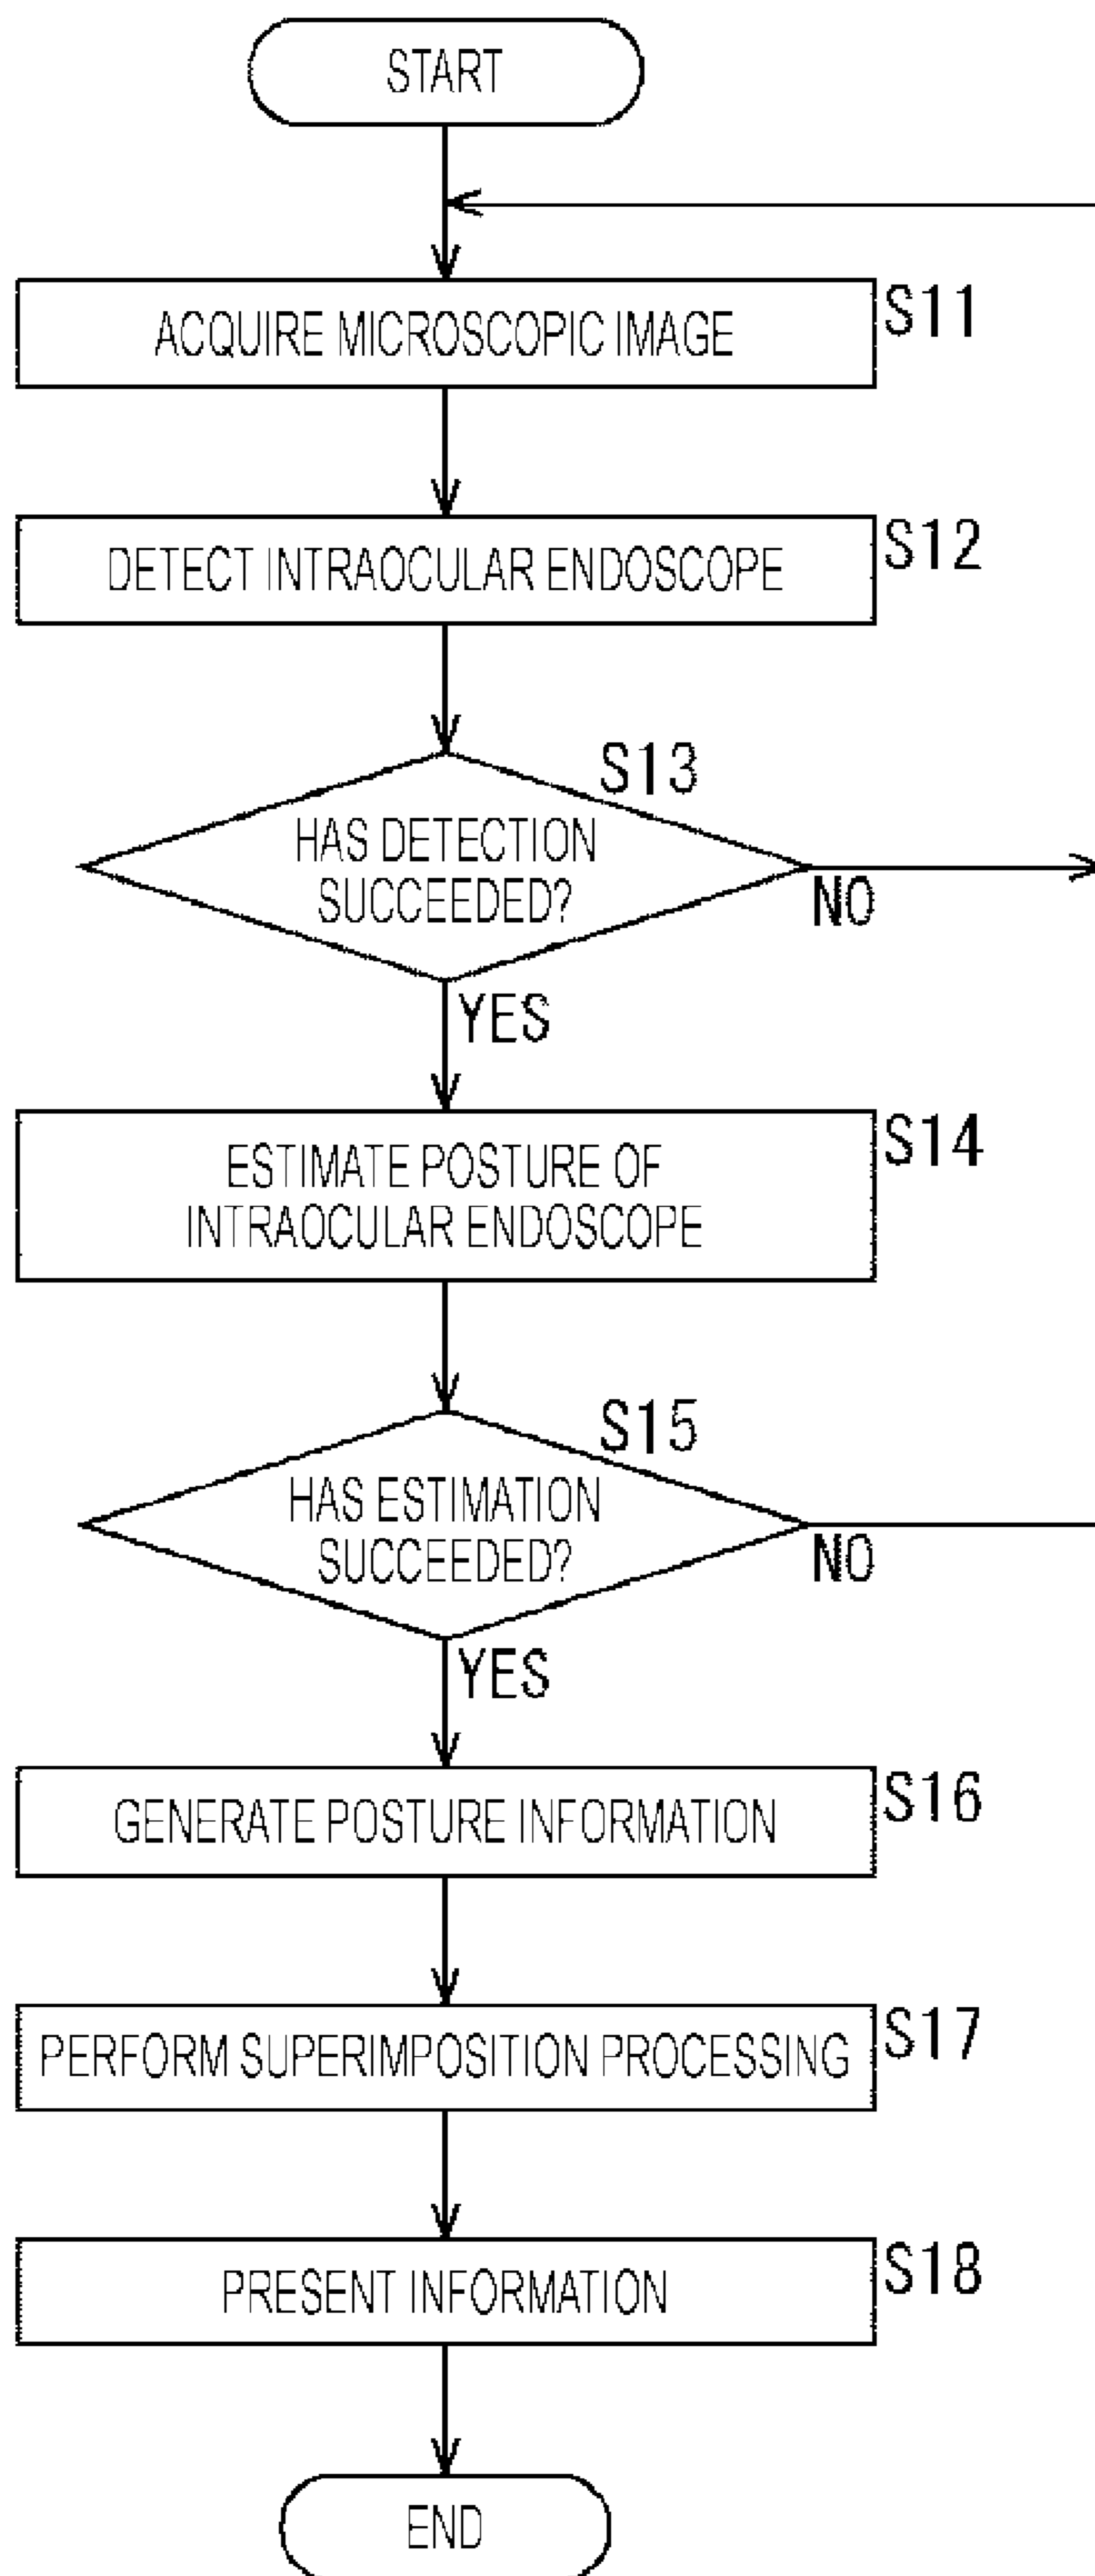 START
ACQUIRE MICROSCOPIC IMAGE
S11
DETECT INTRAOCULAR ENDOSCOPE
S12
S13
HAS DETECTION
SUCCEEDED?
NO
YES
ESTIMATE POSTURE OF
INTRAOCULAR ENDOSCOPE
S14
S15
HAS ESTIMATION
SUCCEEDED?
NO
YES
GENERATE POSTURE INFORMATION
S16
PERFORM SUPERIMPOSITION PROCESSING
S17
PRESENT INFORMATION
S18
END